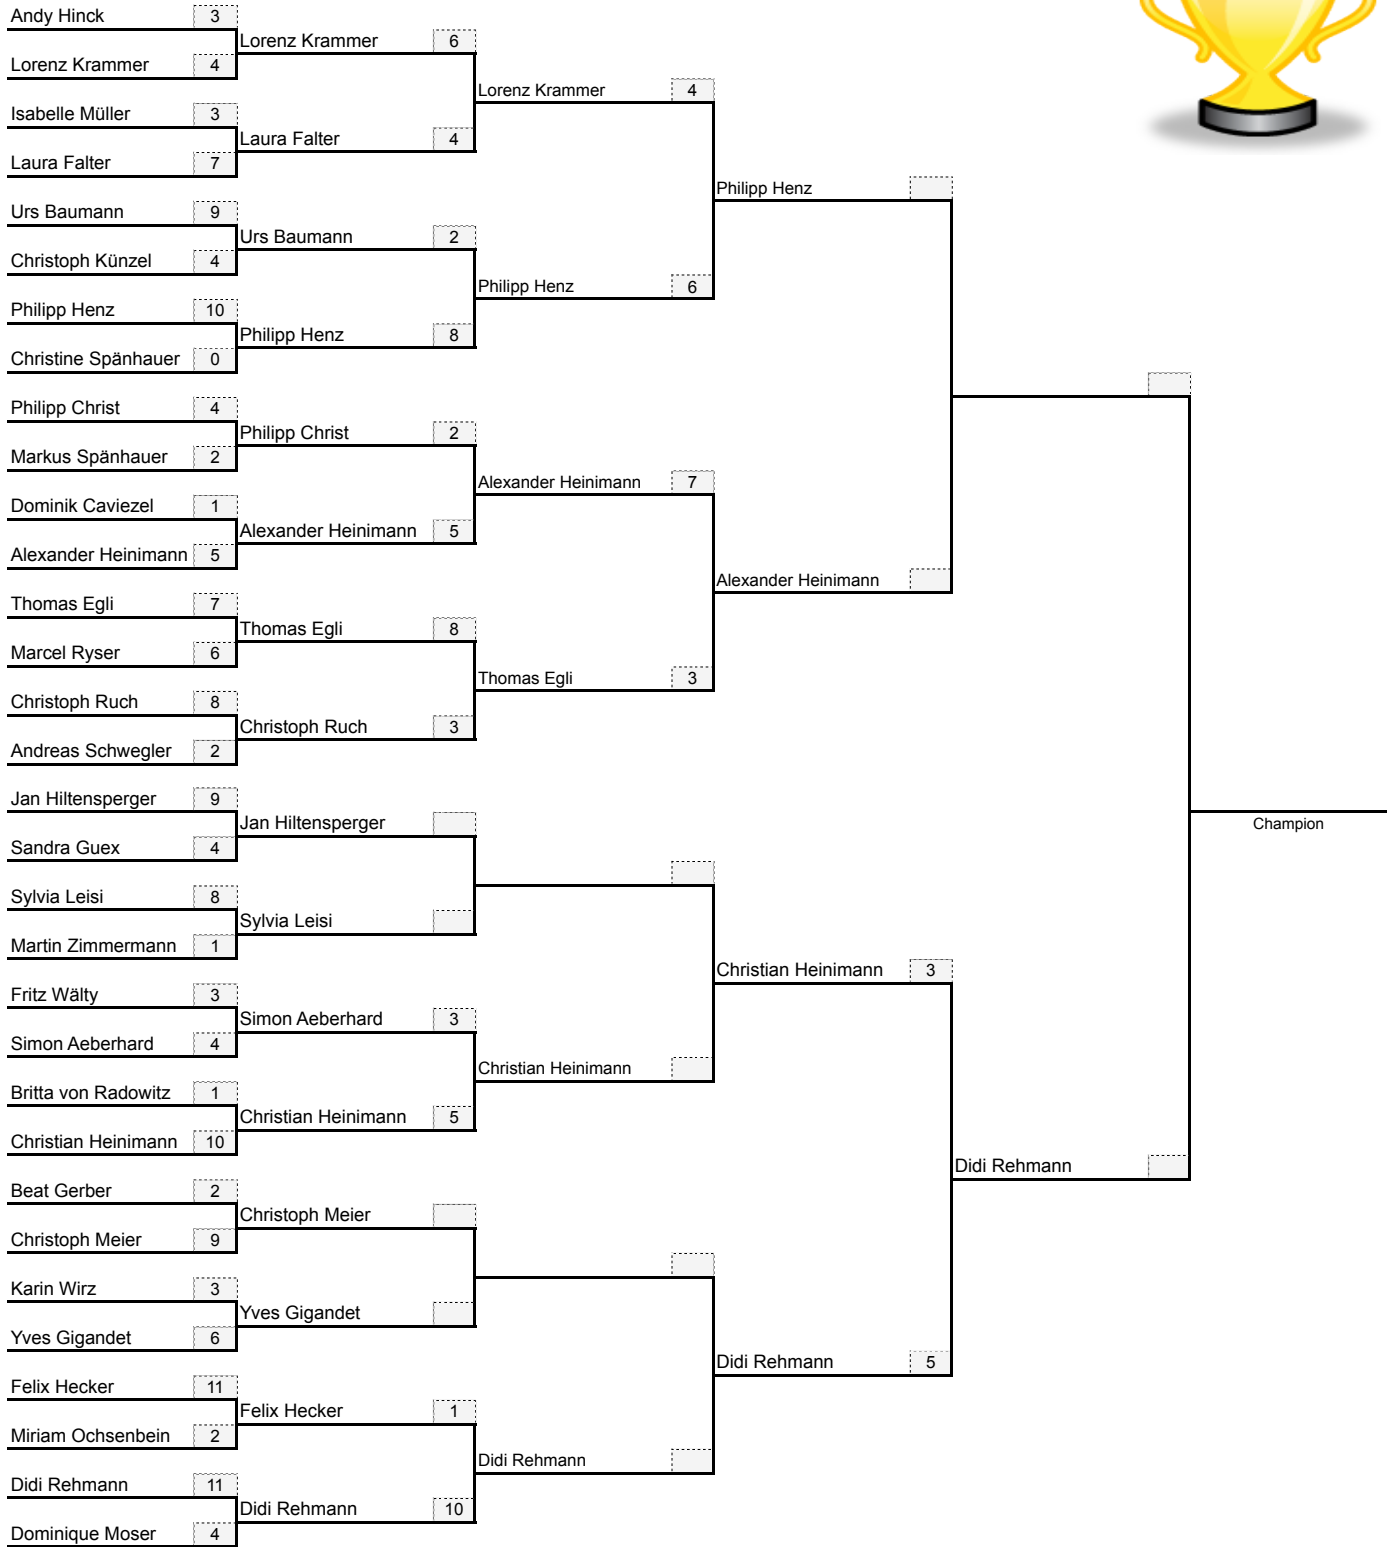 Andy Hinck 3
Lorenz Krammer 6
Lorenz Krammer 4
Lorenz Krammer 4
Isabelle Müller 3
Laura Falter 4
Laura Falter 7
Philipp Henz
Urs Baumann 9
Urs Baumann 2
Christoph Künzel 4
Philipp Henz 6
Philipp Henz 10
Philipp Henz 8
Christine Spänhauer 0
Philipp Christ 4
Philipp Christ 2
Markus Spänhauer 2
Alexander Heinimann 7
Dominik Caviezel 1
Alexander Heinimann 5
Alexander Heinimann 5
Alexander Heinimann
Thomas Egli 7
Thomas Egli 8
Marcel Ryser 6
Thomas Egli 3
Christoph Ruch 8
Christoph Ruch 3
Andreas Schwegler 2
Jan Hiltensperger 9
Jan Hiltensperger
Champion
Sandra Guex 4
Sylvia Leisi 8
Sylvia Leisi
Martin Zimmermann 1
Christian Heinimann 3
Fritz Wälty 3
Simon Aeberhard 3
Simon Aeberhard 4
Christian Heinimann
Britta von Radowitz 1
Christian Heinimann 5
Christian Heinimann 10
Didi Rehmann
Beat Gerber 2
Christoph Meier
Christoph Meier 9
Karin Wirz 3
Yves Gigandet
Yves Gigandet 6
Didi Rehmann 5
Felix Hecker 11
Felix Hecker 1
Miriam Ochsenbein 2
Didi Rehmann
Didi Rehmann 11
Didi Rehmann 10
Dominique Moser 4